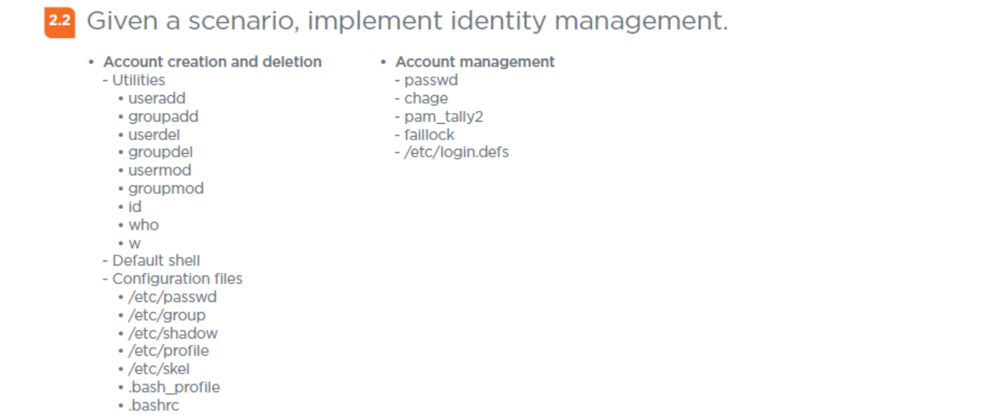 2.2 Given a scenario, implement identity management.
• Account creation and deletion
- Utilities
• useradd
• groupadd
• userdel
• groupdel
• usermod
• groupmod
• id
• who
• w
- Default shell
- Configuration files
• /etc/passwd
• /etc/group
• /etc/shadow
• /etc/profile
• /etc/skel
• .bash_profile
• .bashrc
• Account management
- passwd
- chage
- pam_tally2
- faillock
- /etc/login.defs